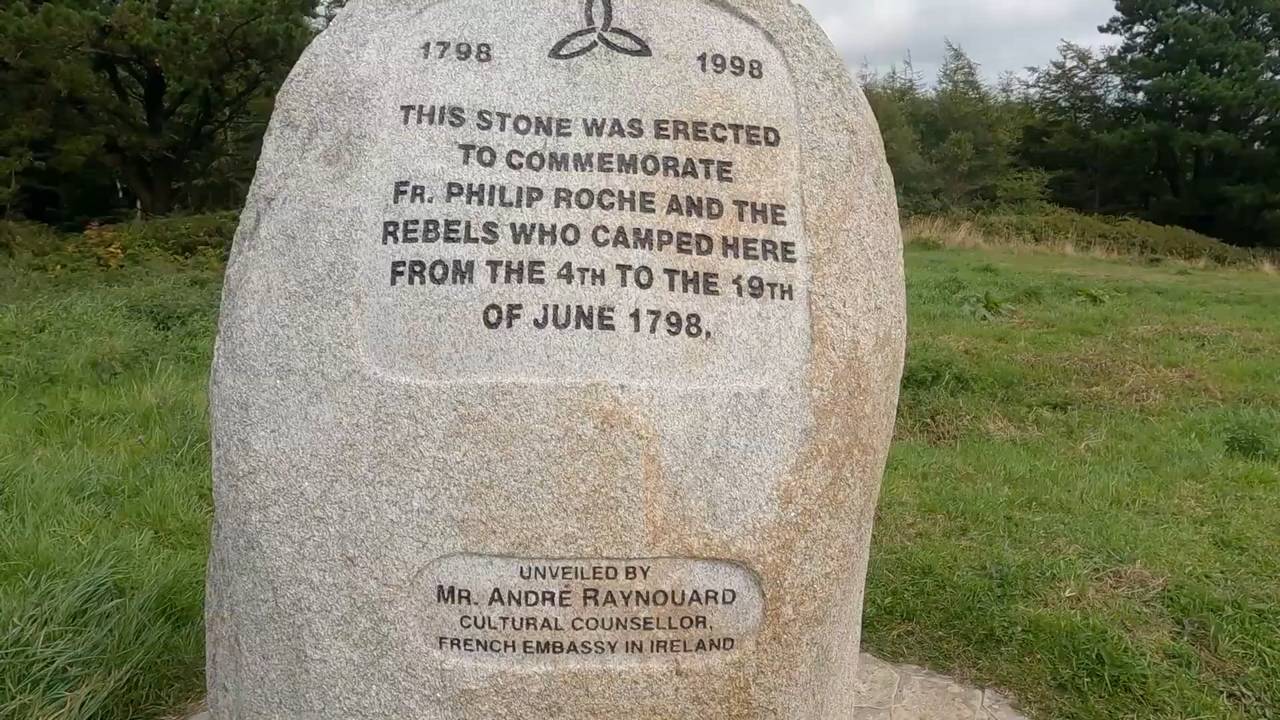 1798 1998
THIS STONE WAS ERECTED
TO COMMEMORATE
FR. PHILIP ROCHE AND THE
REBELS WHO CAMPED HERE
FROM THE 4TH TO THE 19TH
OF JUNE 1798.
UNVEILED BY
MR. ANDRÉ RAYNOUARD
CULTURAL COUNSELLOR,
FRENCH EMBASSY IN IRELAND